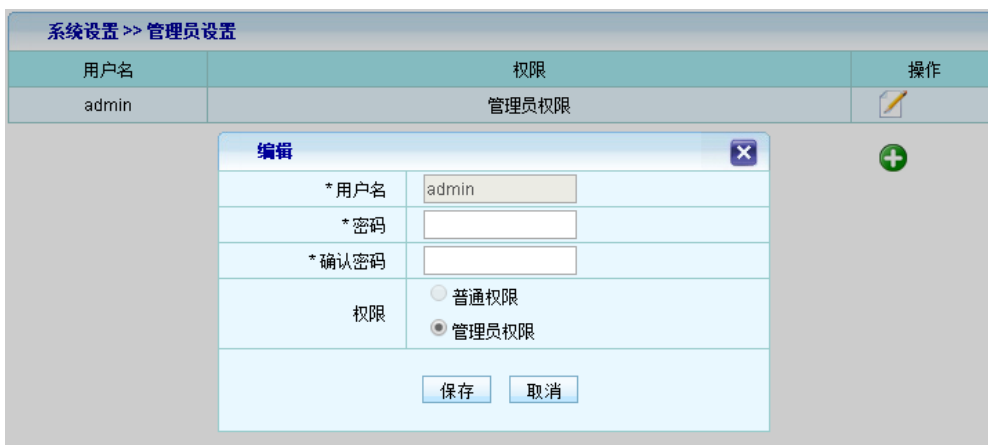 系统设置 >> 管理员设置
用户名 权限 操作
admin 管理员权限
编辑
*用户名 admin
*密码
*确认密码
权限
普通权限
管理员权限
保存 取消